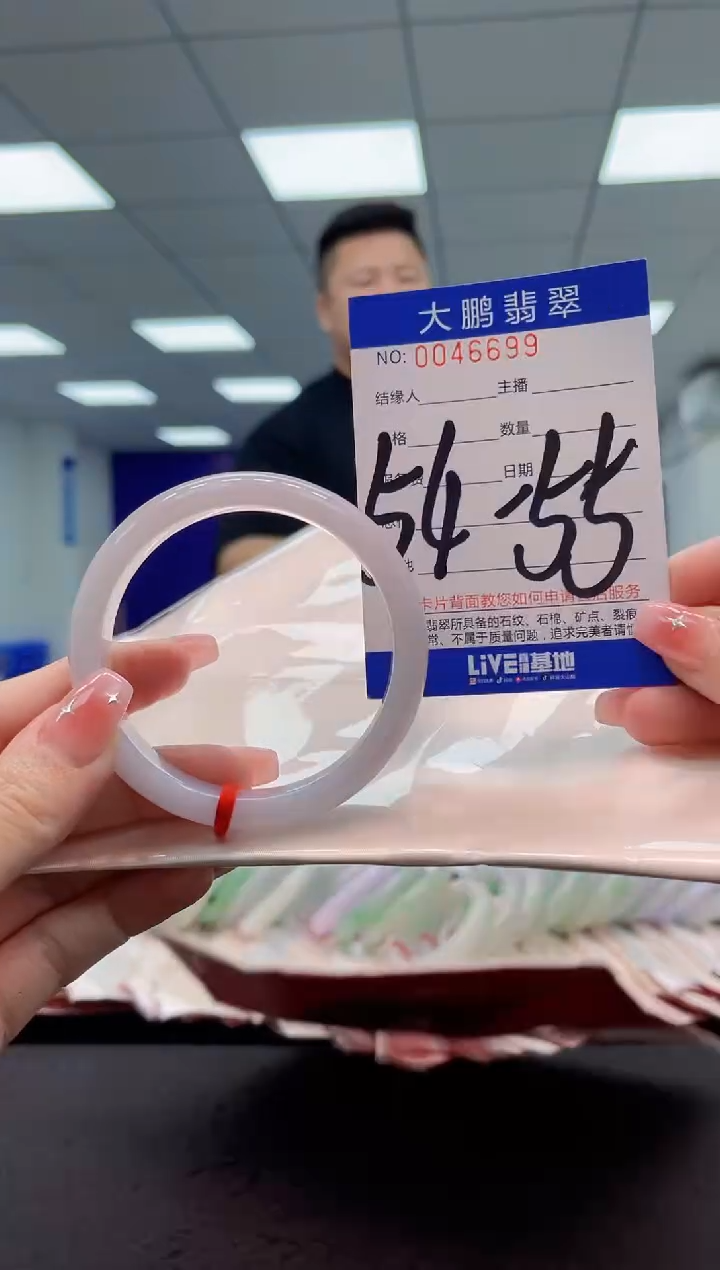 大鹏翡翠
NO: 0046699
结缘人 主播
格 数量
日期
54-55
卡片背面教您如何申请售后服务
翡翠所具备的石纹、石棉、矿点、裂痕
常、不属于质量问题，追求完美者请
LiVE 基地